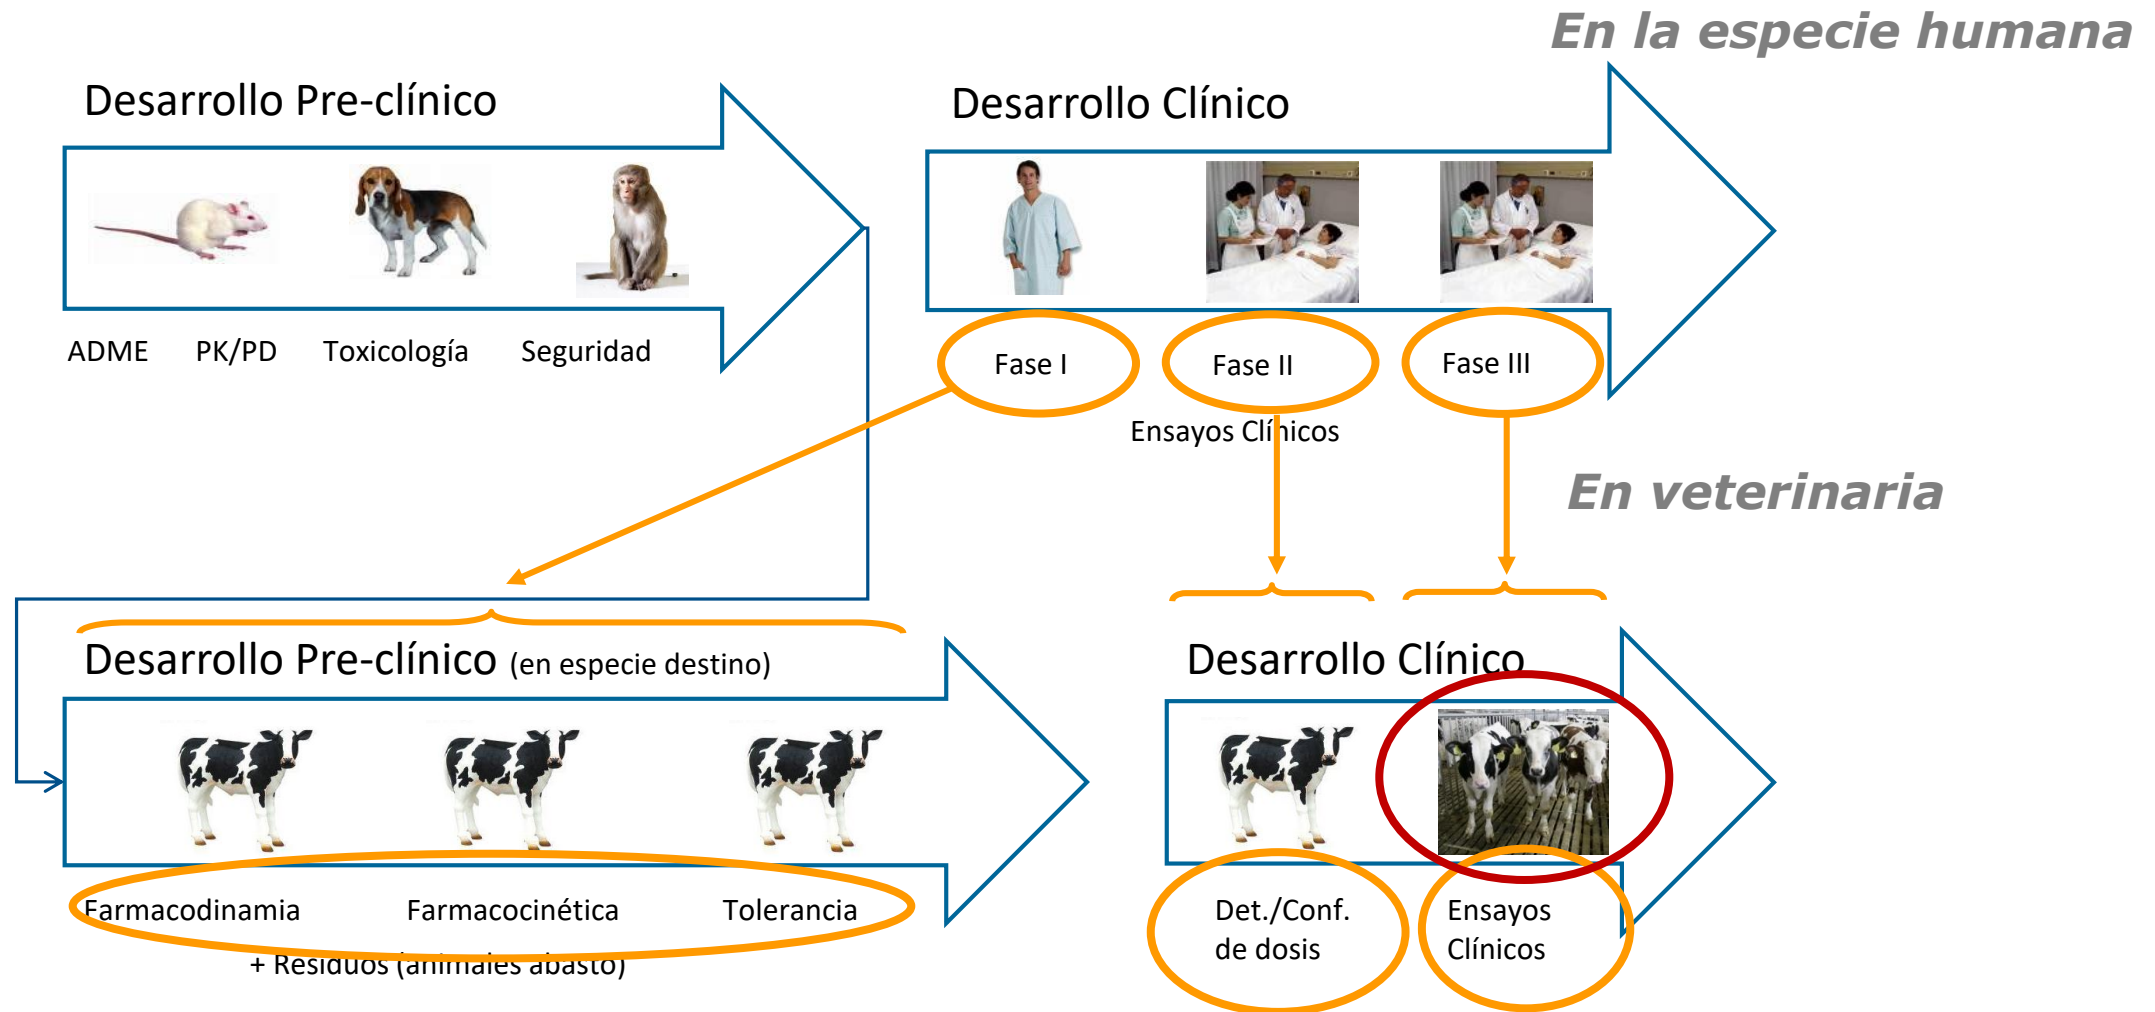 En la especie humana
Desarrollo Pre-clínico
Desarrollo Clínico
ADME PK/PD Toxicología Seguridad
Fase I Fase II Fase III
Ensayos Clínicos
En veterinaria
Desarrollo Pre-clínico (en especie destino)
Desarrollo Clínico
Farmacodinamia Farmacocinética Tolerancia
+ Residuos (animales abasto)
Det./Conf.
de dosis
Ensayos
Clínicos